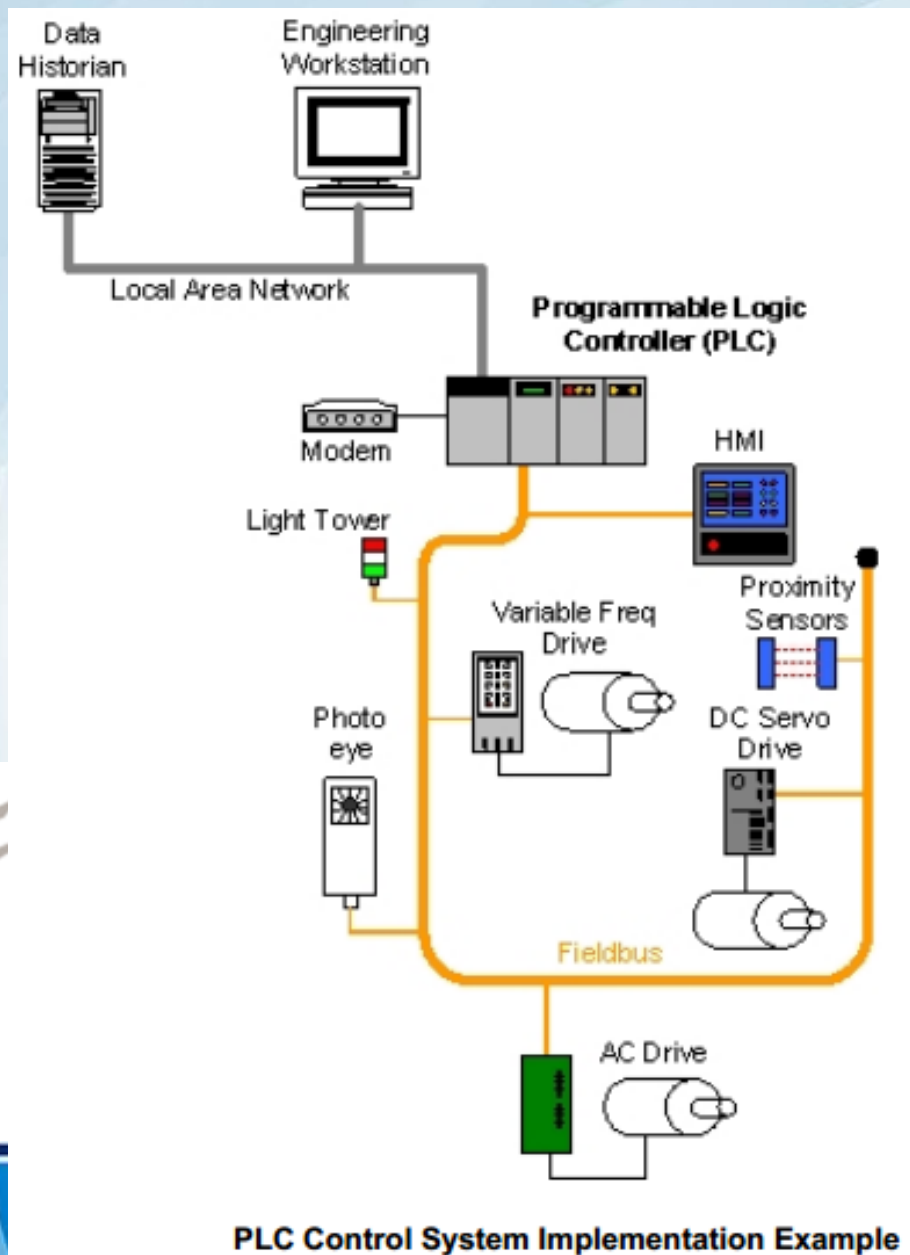 Data
Historian
Engineering
Workstation
Local Area Network
Programmable Logic
Controller (PLC)
Modem
HMI
Light Tower
Proximity
Sensors
Variable Freq
Drive
Photo
eye
DC Servo
Drive
Fieldbus
AC Drive
PLC Control System Implementation Example